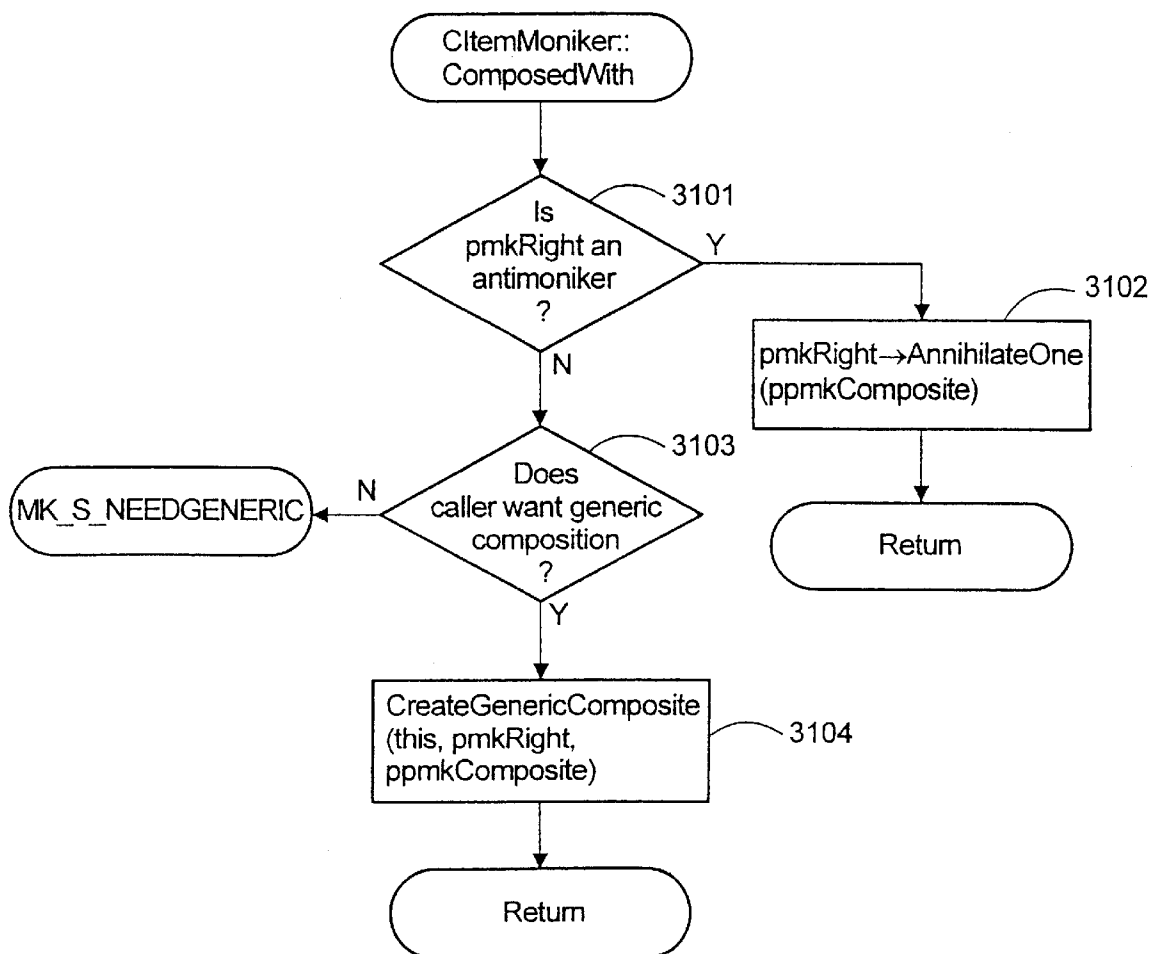 CItemMoniker::
ComposedWith
3101
Is
pmkRight an
antimoniker
?
Y
N
3102
pmkRight→AnnihilateOne
(ppmkComposite)
Return
3103
Does
caller want generic
composition
?
N
MK_S_NEEDGENERIC
Y
CreateGenericComposite
(this, pmkRight,
ppmkComposite)
3104
Return